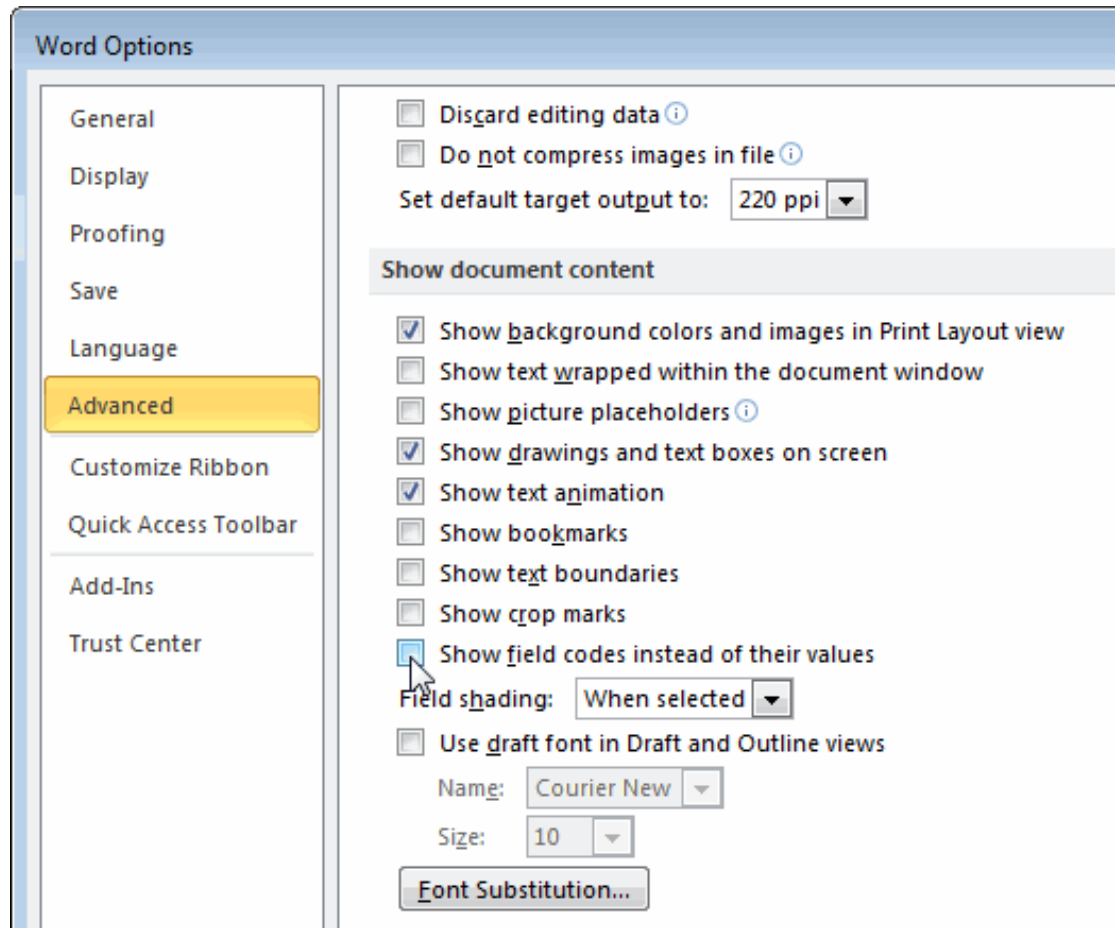 Word Options
General
Display
Proofing
Save
Language
Advanced
Customize Ribbon
Quick Access Toolbar
Add-Ins
Trust Center
Discard editing data
Do not compress images in file
Set default target output to: 220 ppi
Show document content
Show background colors and images in Print Layout view
Show text wrapped within the document window
Show picture placeholders
Show drawings and text boxes on screen
Show text animation
Show bookmarks
Show text boundaries
Show crop marks
Show field codes instead of their values
Field shading: When selected
Use draft font in Draft and Outline views
Name: Courier New
Size: 10
Font Substitution...